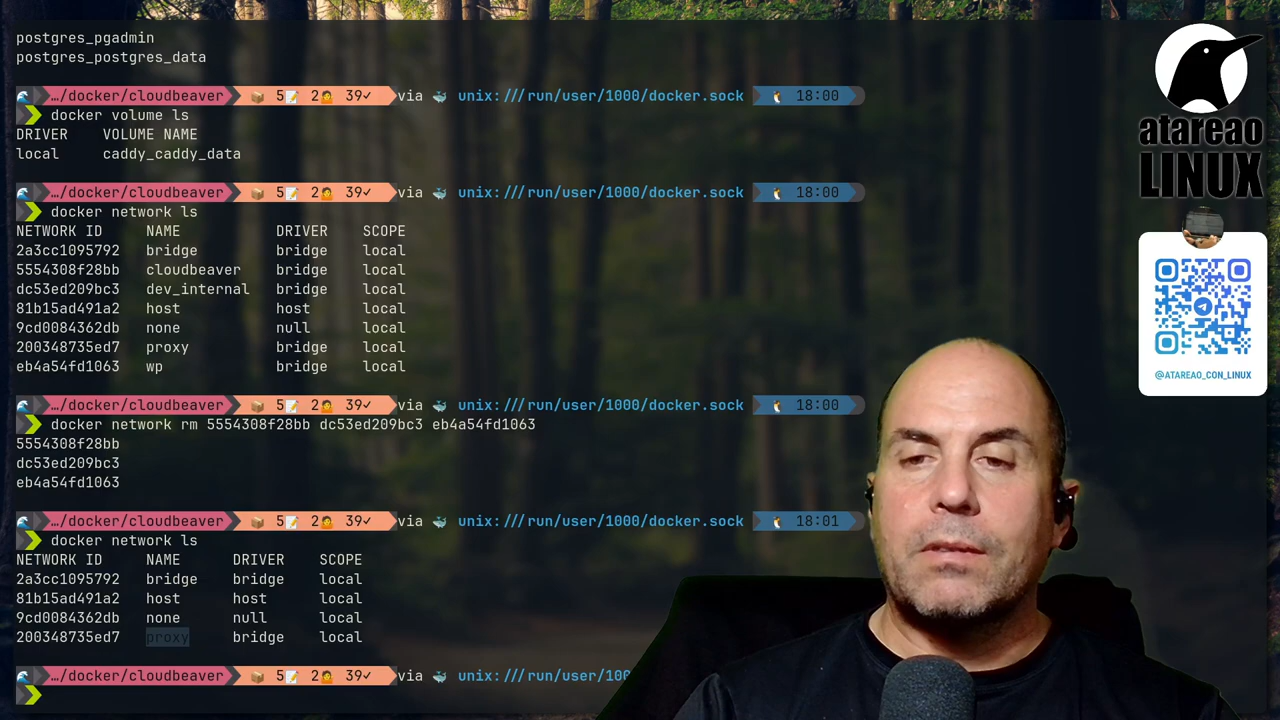 postgres_pgadmin
postgres_postgres_data
…/docker/cloudbeaver 📦 5📝 2🤷 39✓ via 🐳 unix:///run/user/1000/docker.sock 🐧 18:00
docker volume ls
DRIVER VOLUME NAME
local caddy_caddy_data
…/docker/cloudbeaver 📦 5📝 2🤷 39✓ via 🐳 unix:///run/user/1000/docker.sock 🐧 18:00
docker network ls
NETWORK ID NAME DRIVER SCOPE
2a3cc1095792 bridge bridge local
5554308f28bb cloudbeaver bridge local
dc53ed209bc3 dev_internal bridge local
81b15ad491a2 host host local
9cd0084362db none null local
200348735ed7 proxy bridge local
eb4a54fd1063 wp bridge local
…/docker/cloudbeaver 📦 5📝 2🤷 39✓ via 🐳 unix:///run/user/1000/docker.sock 🐧 18:00
docker network rm 5554308f28bb dc53ed209bc3 eb4a54fd1063
5554308f28bb
dc53ed209bc3
eb4a54fd1063
…/docker/cloudbeaver 📦 5📝 2🤷 39✓ via 🐳 unix:///run/user/1000/docker.sock 🐧 18:01
docker network ls
NETWORK ID NAME DRIVER SCOPE
2a3cc1095792 bridge bridge local
81b15ad491a2 host host local
9cd0084362db none null local
200348735ed7 proxy bridge local
…/docker/cloudbeaver 📦 5📝 2🤷 39✓ via 🐳 unix:///run/user/100
atareao
LINUX
@ATAREAO_CON_LINUX